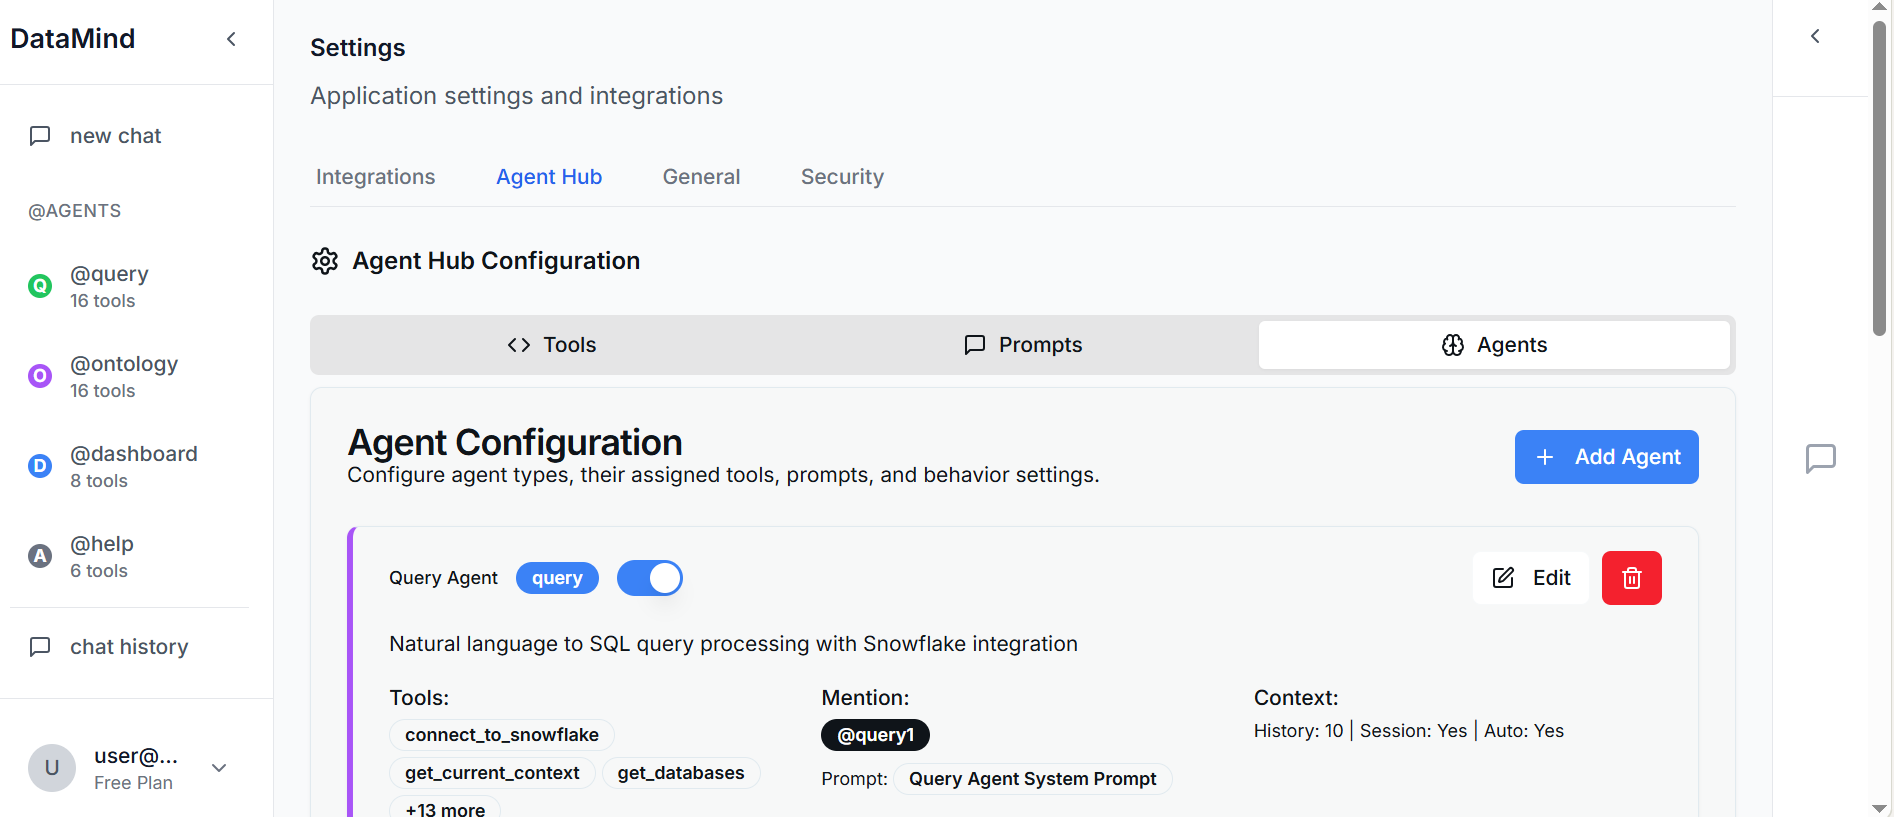 DataMind
new chat
@AGENTS
Q
@query
16 tools
O
@ontology
16 tools
D
@dashboard
8 tools
A
@help
6 tools
chat history
U
user@...
Free Plan
Settings
Application settings and integrations
Integrations Agent Hub General Security
Agent Hub Configuration
Tools Prompts Agents
Agent Configuration
Configure agent types, their assigned tools, prompts, and behavior settings.
Add Agent
Query Agent query Edit
Natural language to SQL query processing with Snowflake integration
Tools:
connect_to_snowflake
get_current_context get_databases
+13 more
Mention:
@query1
Prompt: Query Agent System Prompt
Context:
History: 10 | Session: Yes | Auto: Yes